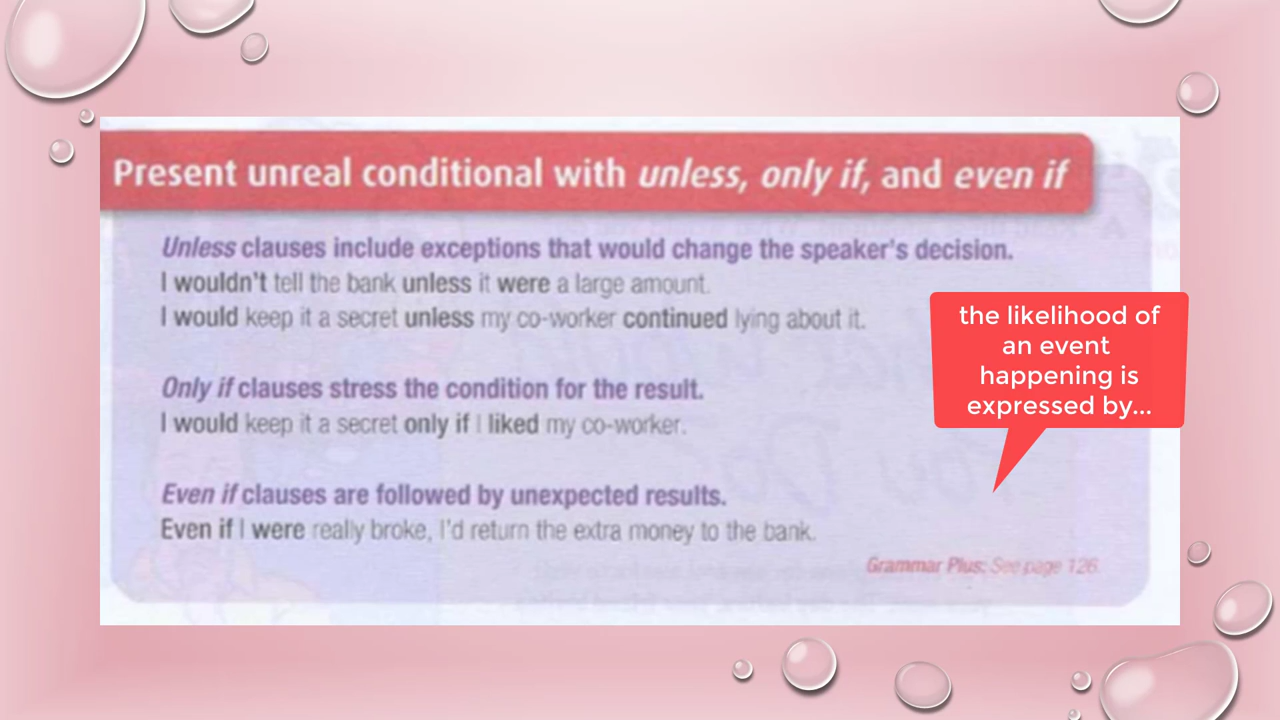 Present unreal conditional with unless, only if, and even if
Unless clauses include exceptions that would change the speaker's decision.
I wouldn't tell the bank unless it were a large amount.
I would keep it a secret unless my co-worker continued lying about it.
Only if clauses stress the condition for the result.
I would keep it a secret only if I liked my co-worker.
Even if clauses are followed by unexpected results.
Even if I were really broke, I'd return the extra money to the bank.
Grammar Plus: See page 126.
the likelihood of
an event
happening is
expressed by...